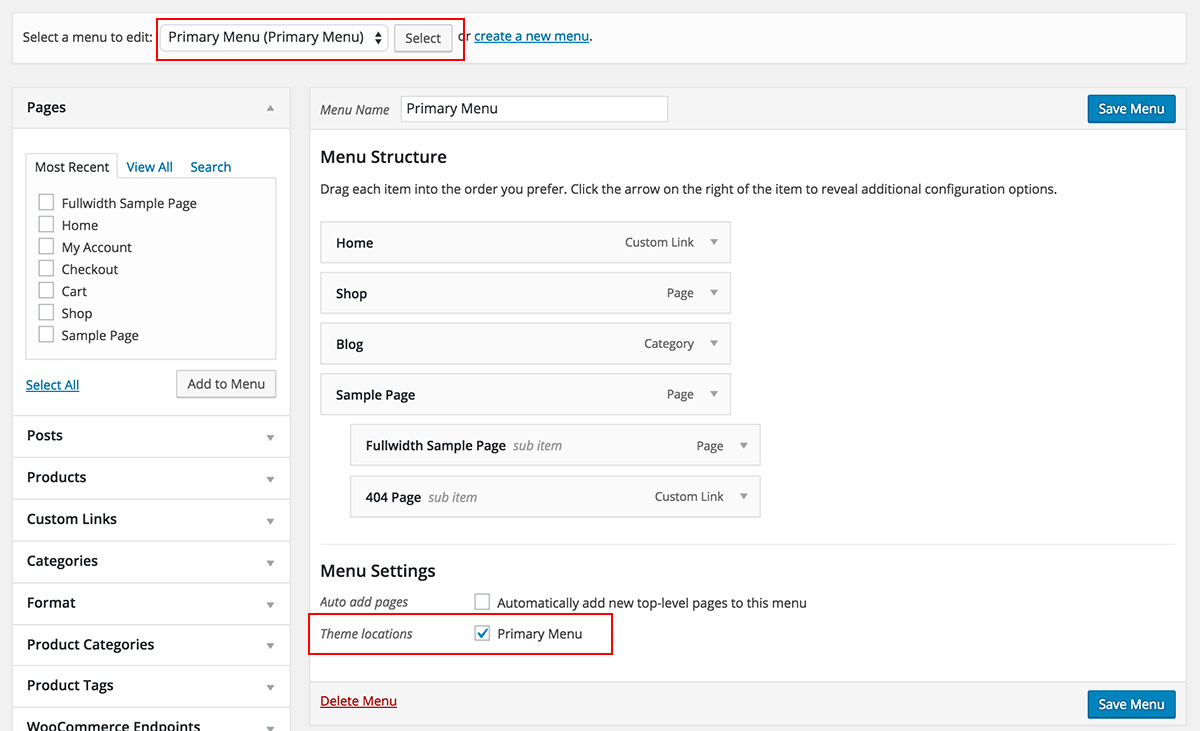 Select a menu to edit: Primary Menu (Primary Menu) Select or create a new menu.
Pages
Most Recent View All Search
Fullwidth Sample Page
Home
My Account
Checkout
Cart
Shop
Sample Page
Select All Add to Menu
Posts
Products
Custom Links
Categories
Format
Product Categories
Product Tags
WooCommerce Endpoints
Menu Name Primary Menu Save Menu
Menu Structure
Drag each item into the order you prefer. Click the arrow on the right of the item to reveal additional configuration options.
Home Custom Link
Shop Page
Blog Category
Sample Page Page
Fullwidth Sample Page sub item Page
404 Page sub item Custom Link
Menu Settings
Auto add pages Automatically add new top-level pages to this menu
Theme locations Primary Menu
Delete Menu Save Menu